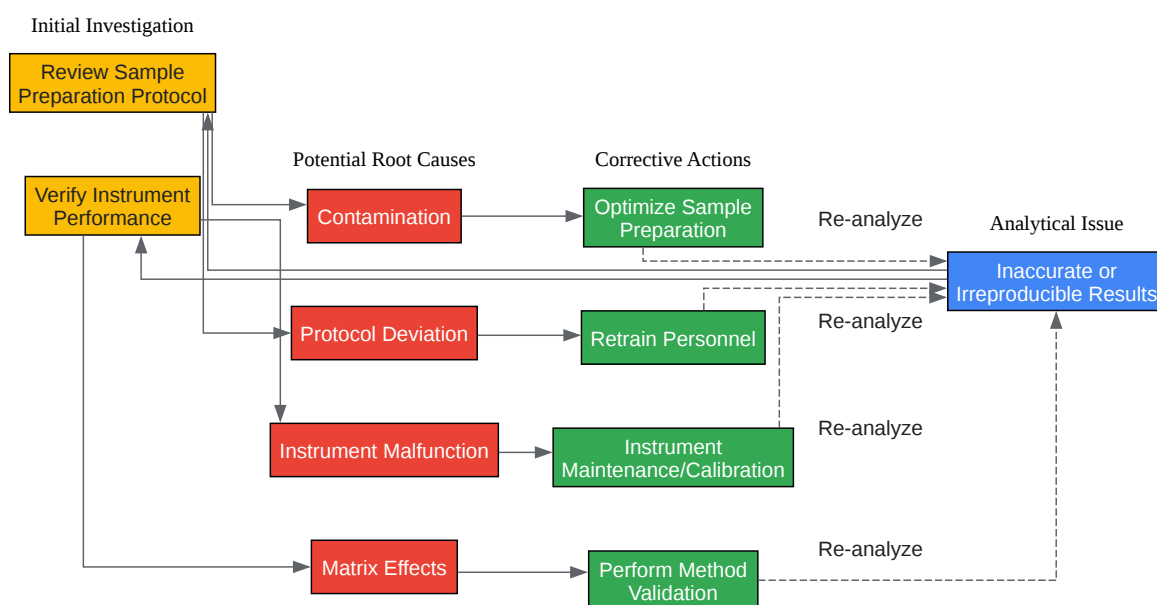 Initial Investigation
Review Sample
Preparation Protocol
Potential Root Causes
Corrective Actions
Verify Instrument
Performance
Contamination
Optimize Sample
Preparation
Re-analyze
Analytical Issue
Inaccurate or
Irreproducible Results
Protocol Deviation
Retrain Personnel
Re-analyze
Instrument Malfunction
Instrument
Maintenance/Calibration
Re-analyze
Matrix Effects
Perform Method
Validation
Re-analyze